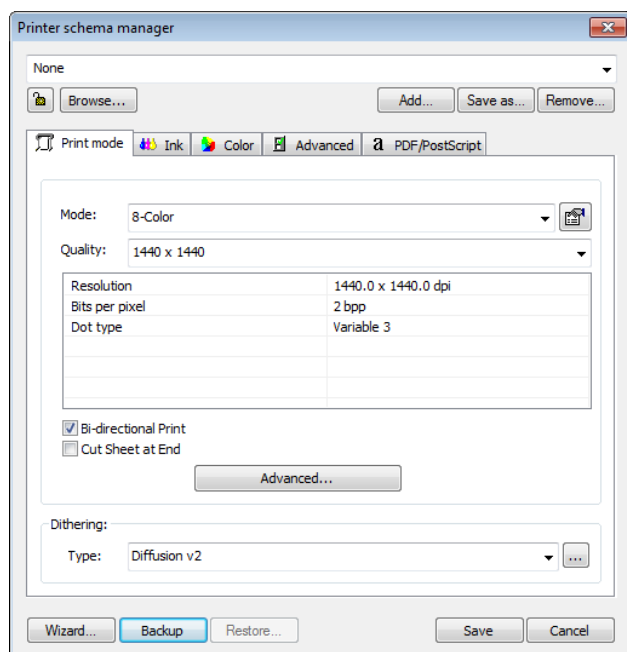 Printer schema manager
None
Browse... Add... Save as... Remove...
Print mode Ink Color Advanced a PDF/PostScript
Mode: 8-Color
Quality: 1440 x 1440
Resolution 1440.0 x 1440.0 dpi
Bits per pixel 2 bpp
Dot type Variable 3
Bi-directional Print
Cut Sheet at End
Advanced...
Dithering:
Type: Diffusion v2 ...
Wizard... Backup Restore... Save Cancel